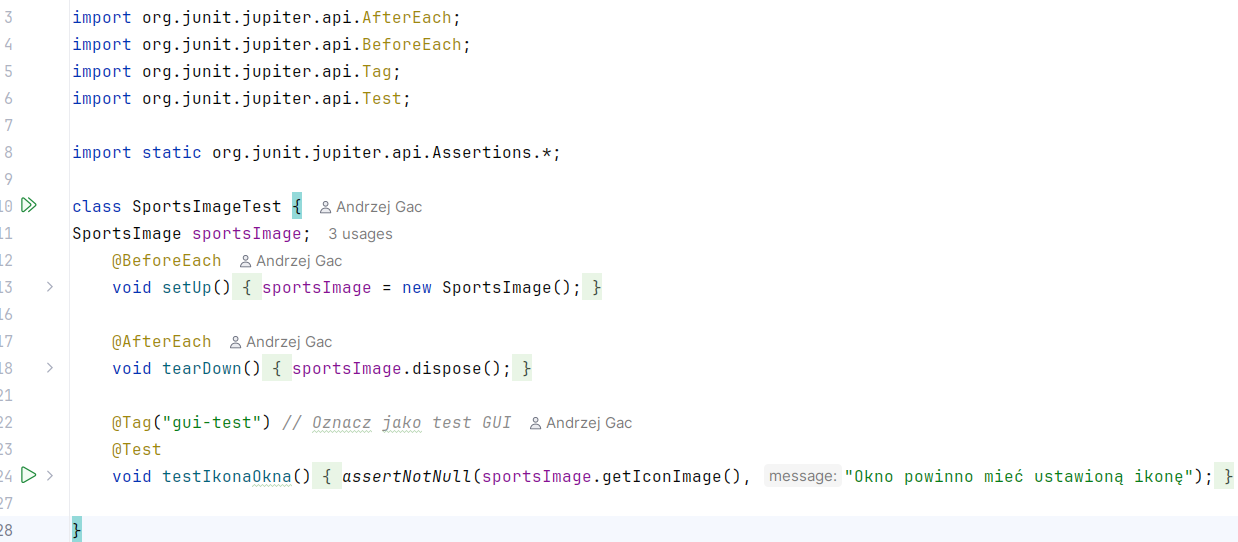 3 import org.junit.jupiter.api.AfterEach;
4 import org.junit.jupiter.api.BeforeEach;
5 import org.junit.jupiter.api.Tag;
6 import org.junit.jupiter.api.Test;
7
8 import static org.junit.jupiter.api.Assertions.*;
9
10 class SportsImageTest { Andrzej Gac
11 SportsImage sportsImage; 3 usages
12 @BeforeEach Andrzej Gac
13 void setUp() { sportsImage = new SportsImage(); }
16
17 @AfterEach Andrzej Gac
18 void tearDown() { sportsImage.dispose(); }
21
22 @Tag("gui-test") // Oznacz jako test GUI Andrzej Gac
23 @Test
24 void testIkonaOkna() { assertNotNull(sportsImage.getIconImage(), message: "Okno powinno mieć ustawioną ikonę"); }
27
28 }